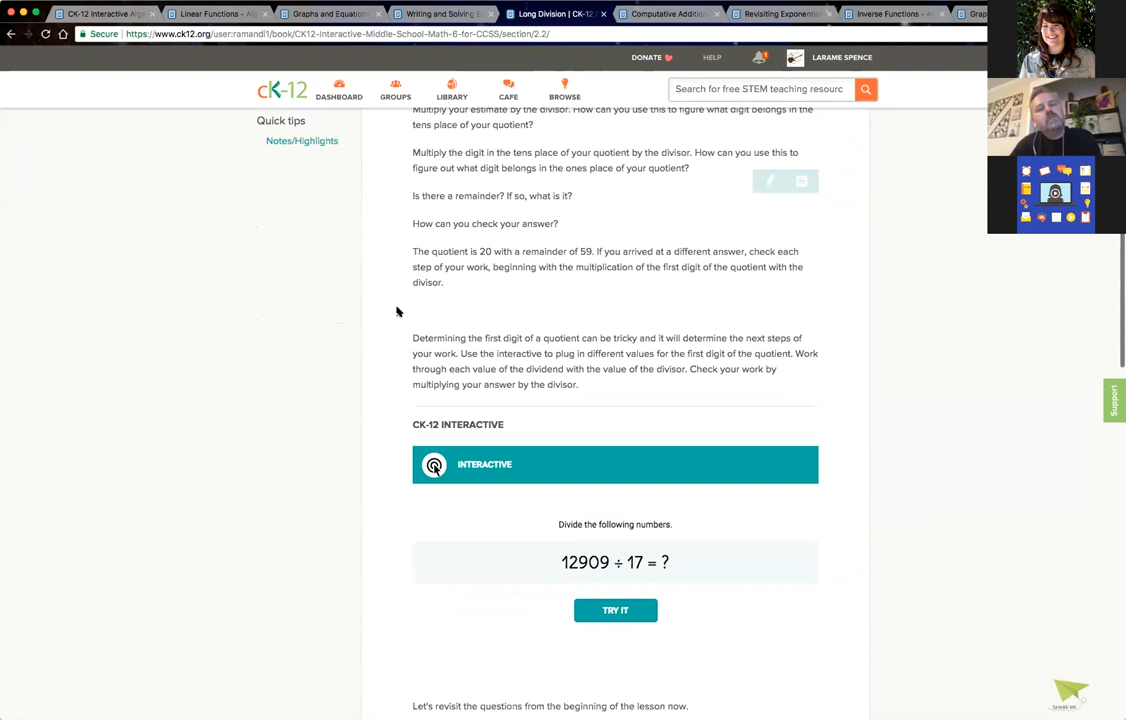 CK-12 Interactive Alge
Linear Functions - Alg
Graphs and Equations
Writing and Solving E
Long Division | CK-12
Computative Addition
Revisiting Exponential
Inverse Functions - Al
Grap
Secure
https://www.ck12.org/user:ramandl1/book/CK12-Interactive-Middle-School-Math-6-for-CCSS/section/2.2/
DONATE
HELP
LARAME SPENCE
cK-12
DASHBOARD
GROUPS
LIBRARY
CAFE
BROWSE
Search for free STEM teaching resourc
Quick tips
Notes/Highlights
Multiply your estimate by the divisor. How can you use this to figure what digit belongs in the
tens place of your quotient?
Multiply the digit in the tens place of your quotient by the divisor. How can you use this to
figure out what digit belongs in the ones place of your quotient?
Is there a remainder? If so, what is it?
How can you check your answer?
The quotient is 20 with a remainder of 59. If you arrived at a different answer, check each
step of your work, beginning with the multiplication of the first digit of the quotient with the
divisor.
Determining the first digit of a quotient can be tricky and it will determine the next steps of
your work. Use the interactive to plug in different values for the first digit of the quotient. Work
through each value of the dividend with the value of the divisor. Check your work by
multiplying your answer by the divisor.
CK-12 INTERACTIVE
INTERACTIVE
Divide the following numbers.
12909 ÷ 17 = ?
TRY IT
Let's revisit the questions from the beginning of the lesson now.
Support
SHARE ME